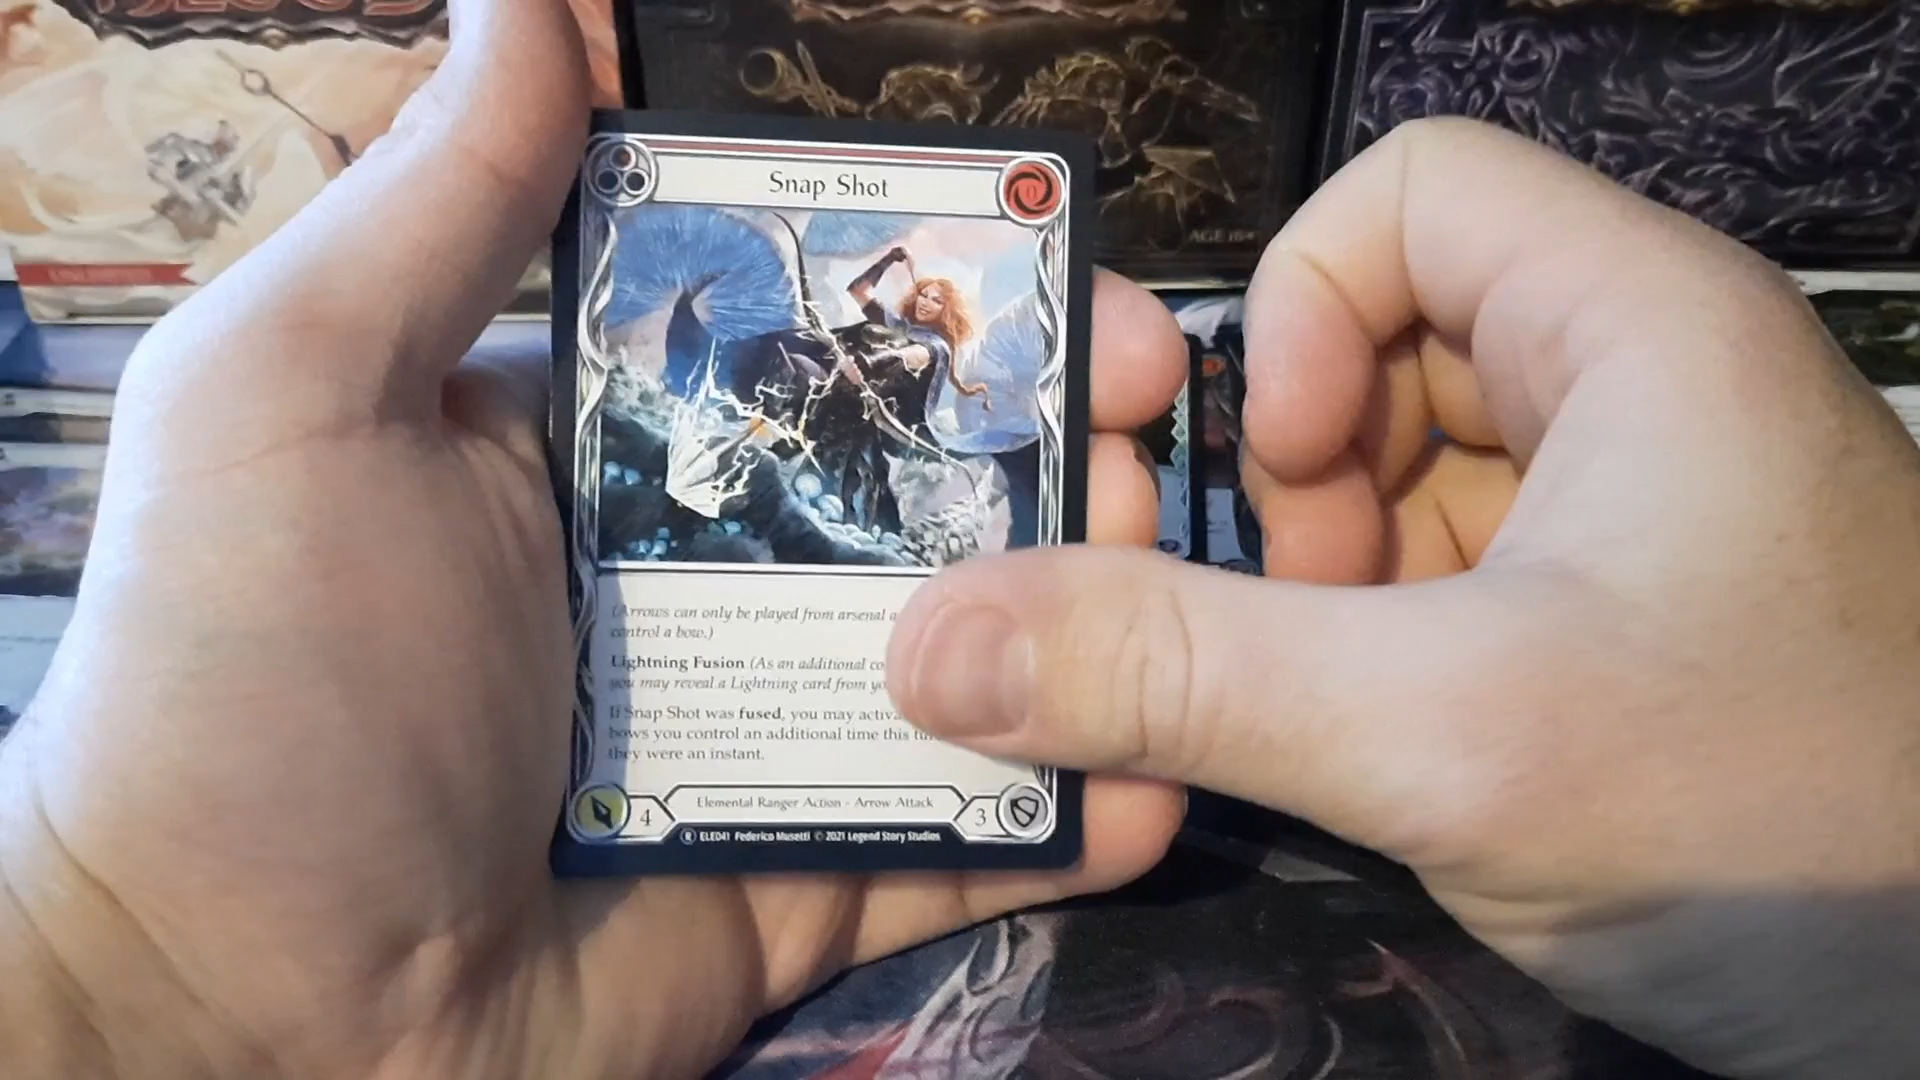 UNLIMITED
AGE 16+
Snap Shot
0
(Arrows can only be played from arsenal a
control a bow.)
Lightning Fusion (As an additional co
you may reveal a Lightning card from yo
If Snap Shot was fused, you may activa
bows you control an additional time this tu
they were an instant.
4
Elemental Ranger Action - Arrow Attack
3
R ELE041 Federico Musetti © 2021 Legend Story Studios